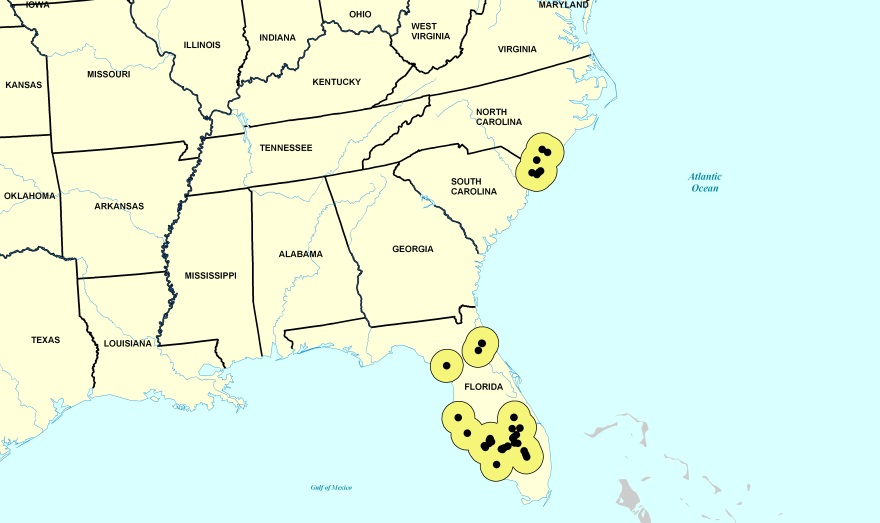 IOWA
MARYLAND
OHIO
WEST
VIRGINIA
INDIANA
ILLINOIS
VIRGINIA
MISSOURI
KENTUCKY
KANSAS
NORTH
CAROLINA
TENNESSEE
Atlantic
Ocean
SOUTH
CAROLINA
OKLAHOMA
ARKANSAS
GEORGIA
ALABAMA
MISSISSIPPI
TEXAS
LOUISIANA
FLORIDA
Gulf of Mexico